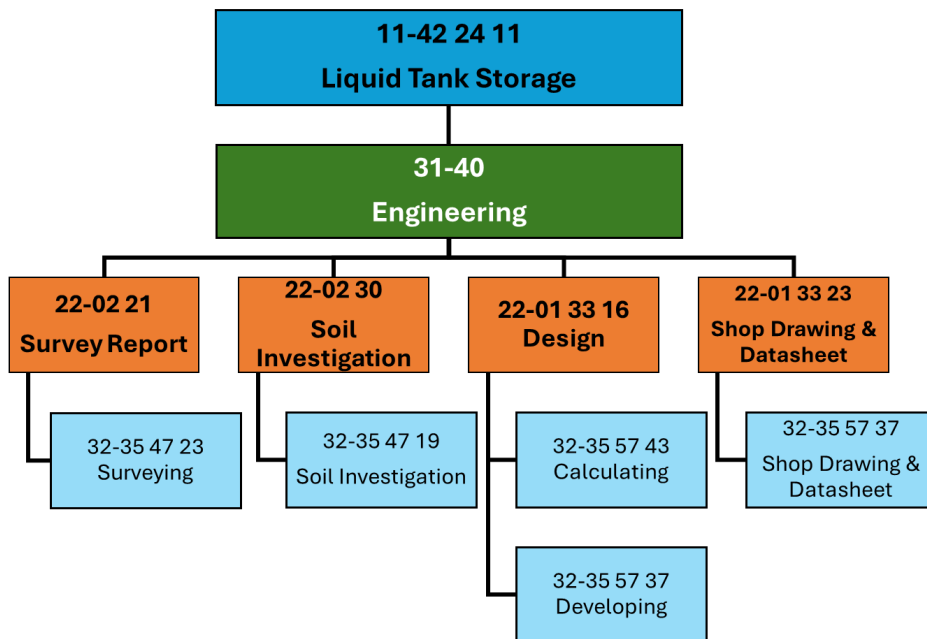 11-42 24 11
Liquid Tank Storage
31-40
Engineering
22-02 21
Survey Report
22-02 30
Soil
Investigation
22-01 33 16
Design
22-01 33 23
Shop Drawing &
Datasheet
32-35 47 23
Surveying
32-35 47 19
Soil Investigation
32-35 57 43
Calculating
32-35 57 37
Shop Drawing &
Datasheet
32-35 57 37
Developing